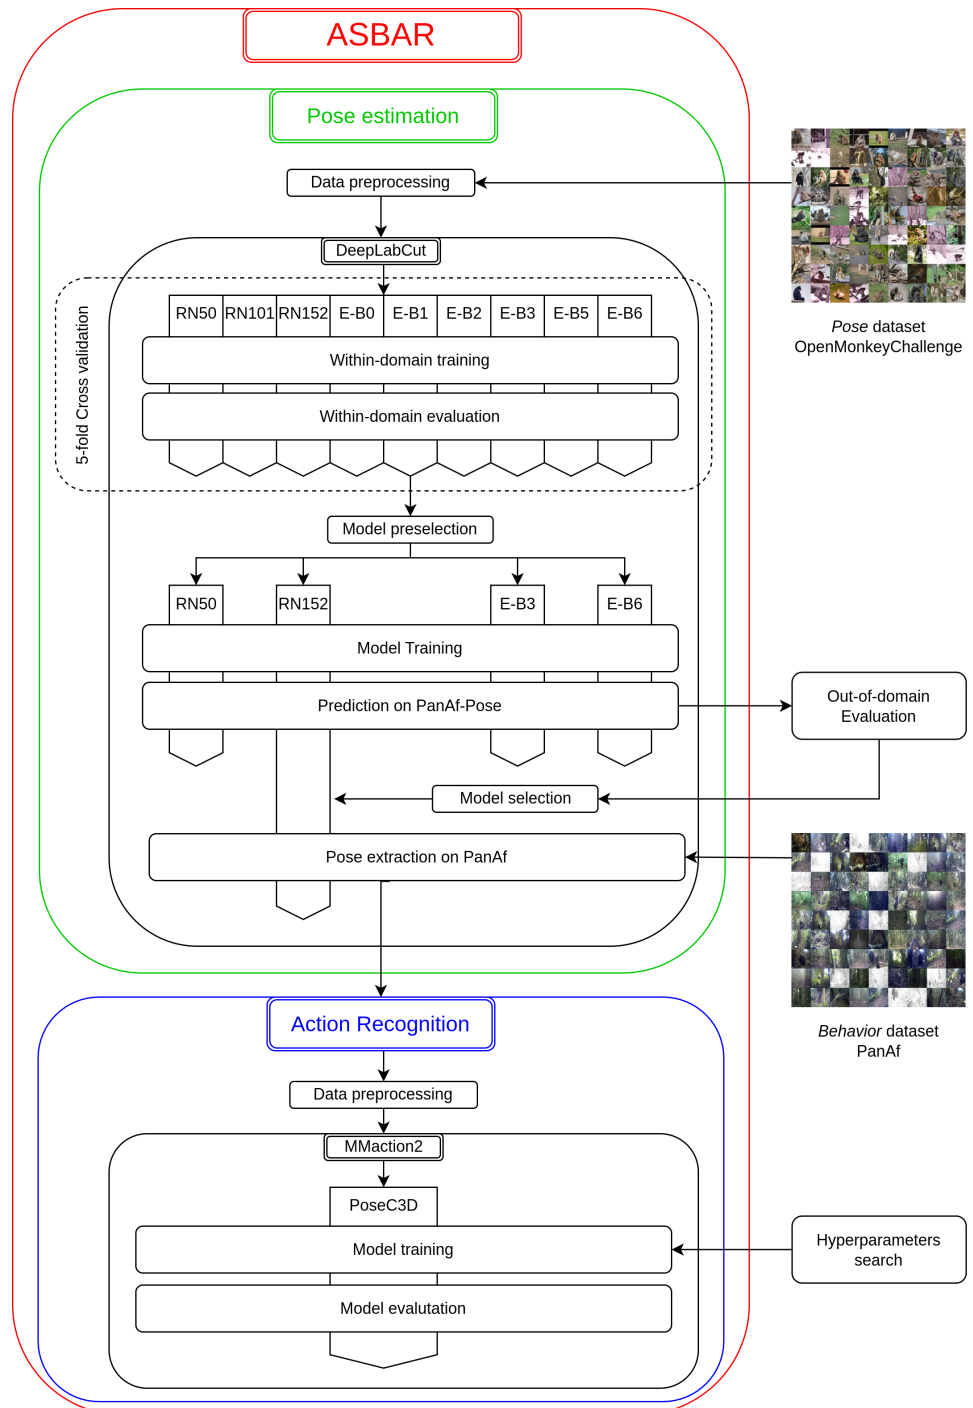 ASBAR
Pose estimation
Data preprocessing
DeepLabCut
5-fold Cross validation
RN50 RN101 RN152 E-B0 E-B1 E-B2 E-B3 E-B5 E-B6
Within-domain training
Within-domain evaluation
Pose dataset
OpenMonkeyChallenge
Model preselection
RN50 RN152 E-B3 E-B6
Model Training
Prediction on PanAf-Pose
Out-of-domain
Evaluation
Model selection
Pose extraction on PanAf
Behavior dataset
PanAf
Action Recognition
Data preprocessing
MMaction2
PoseC3D
Model training
Hyperparameters
search
Model evalutation